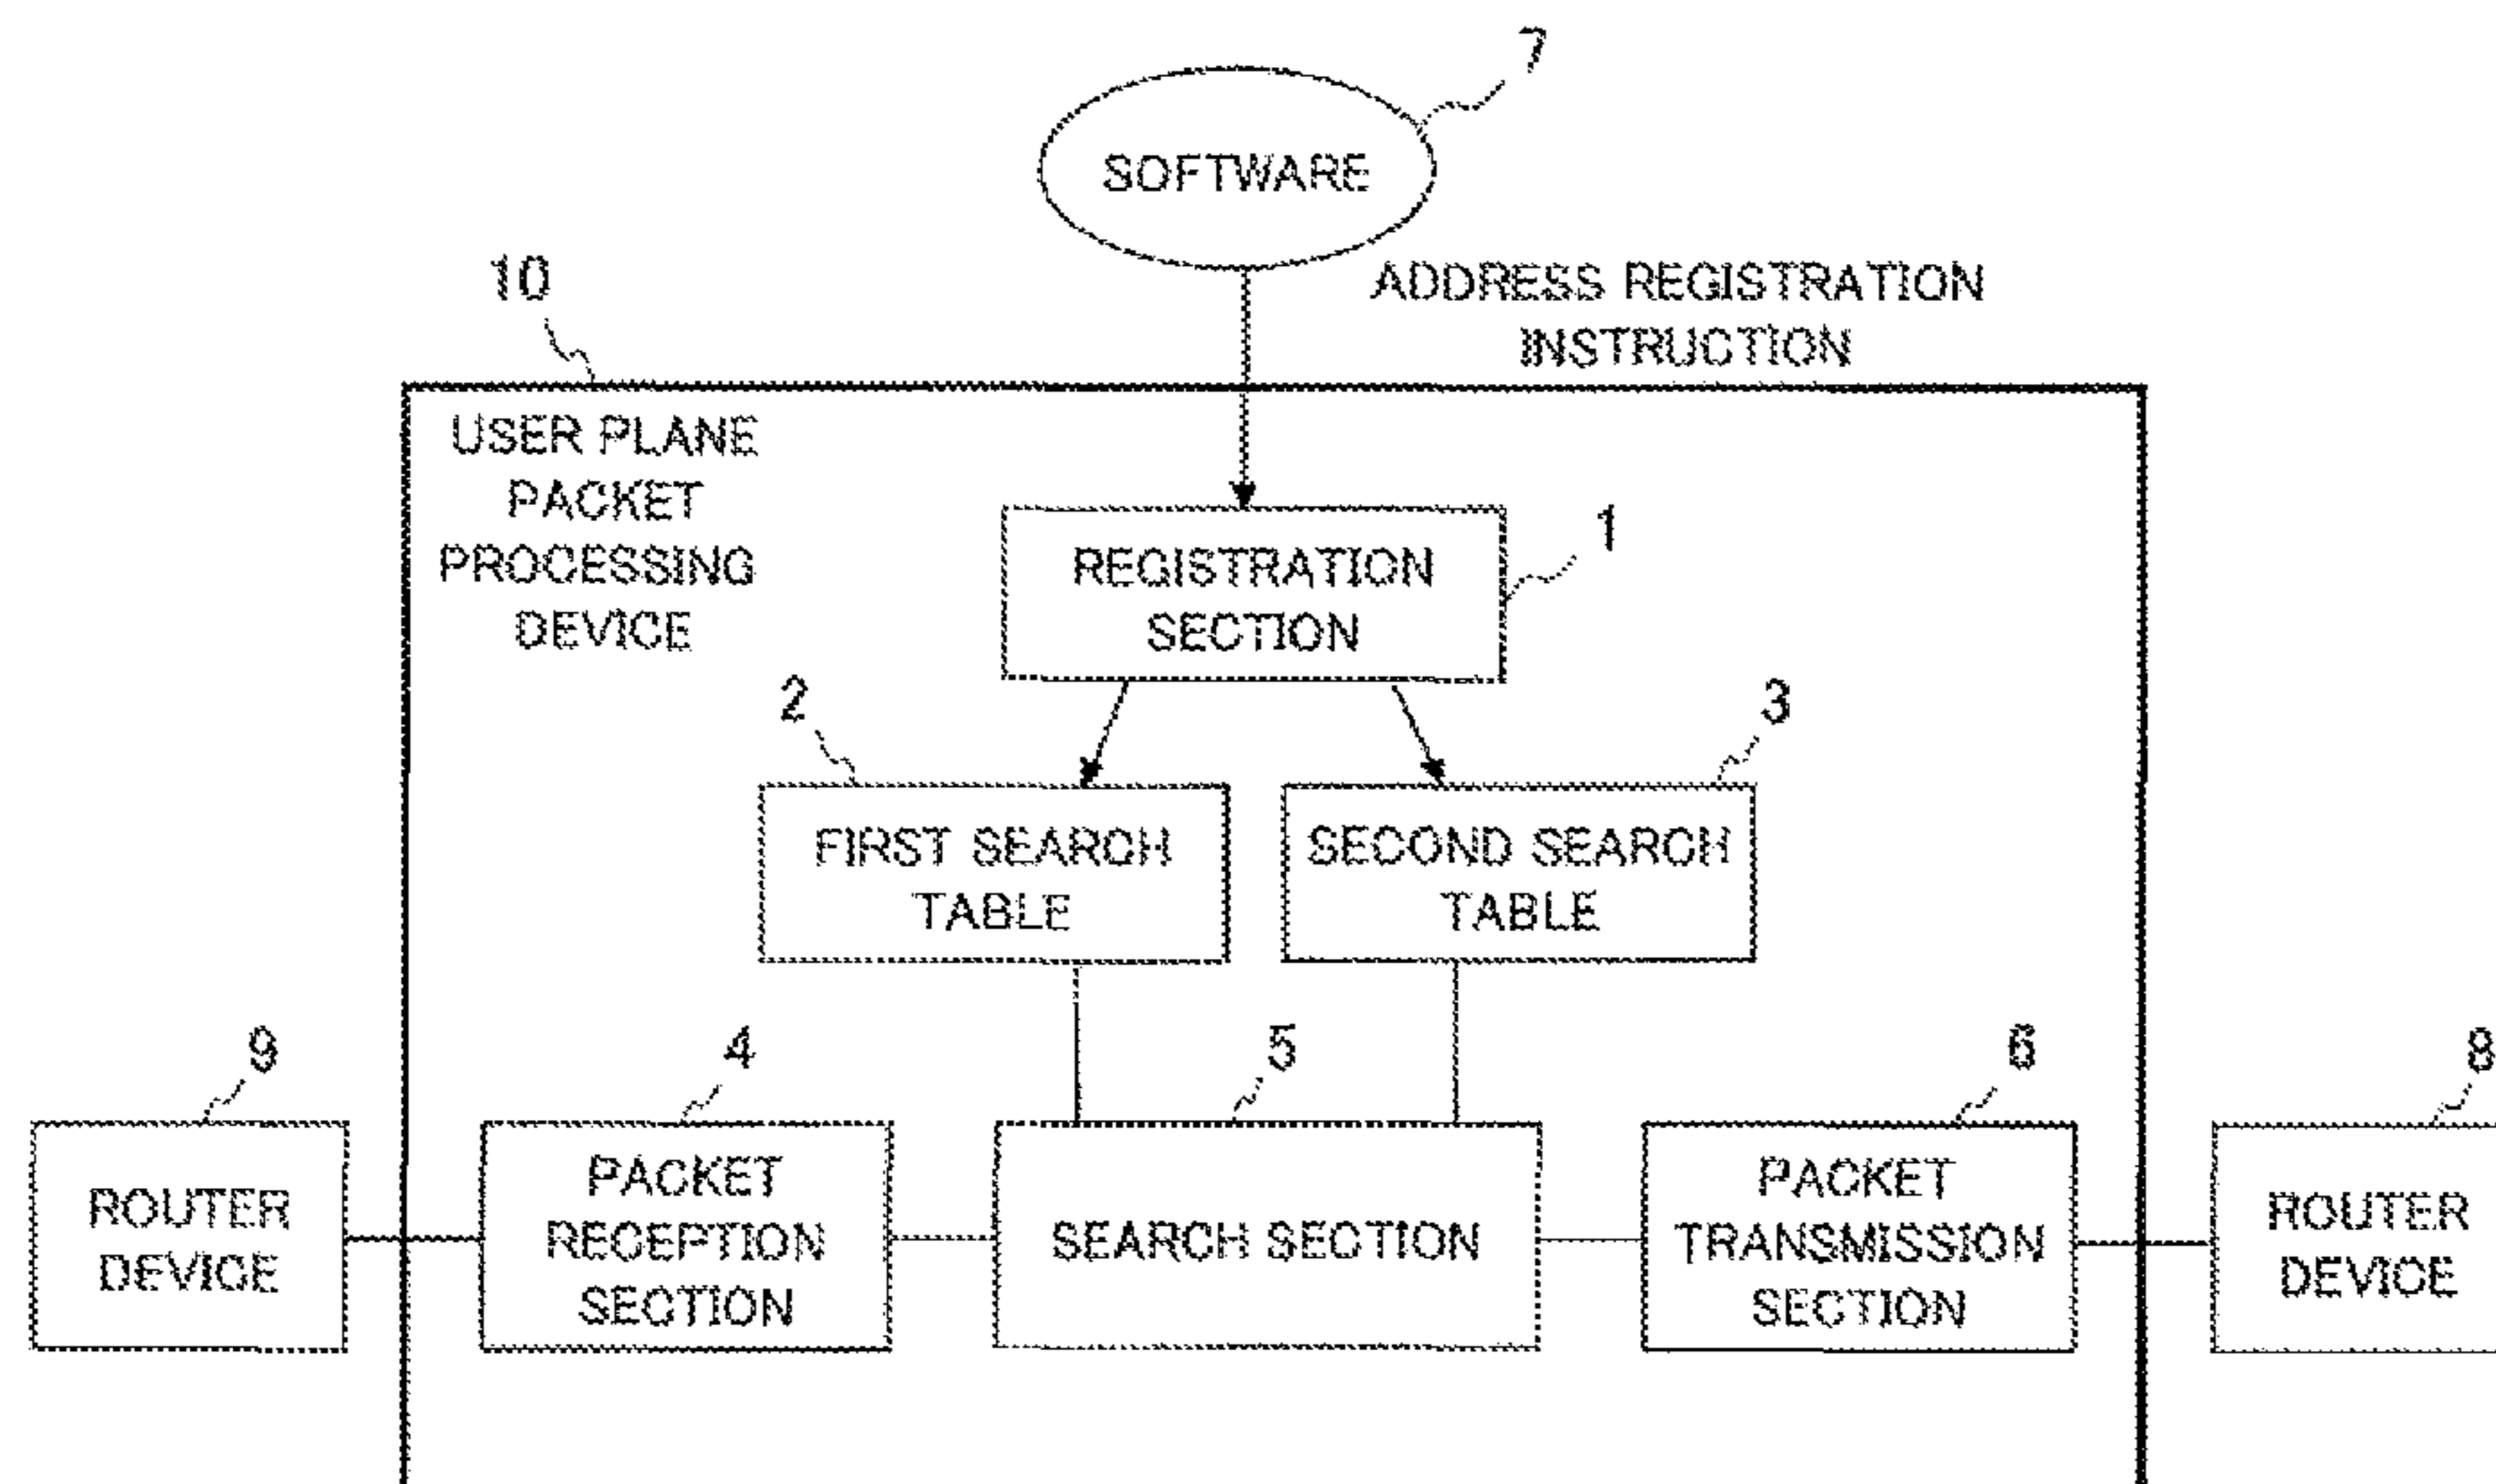 7
SOFTWARE
10
ADDRESS REGISTRATION
INSTRUCTION
USER PLANE
PACKET
PROCESSING
DEVICE
1
REGISTRATION
SECTION
2
3
FIRST SEARCH
TABLE
SECOND SEARCH
TABLE
9
4
5
6
8
ROUTER
DEVICE
PACKET
RECEPTION
SECTION
SEARCH SECTION
PACKET
TRANSMISSION
SECTION
ROUTER
DEVICE